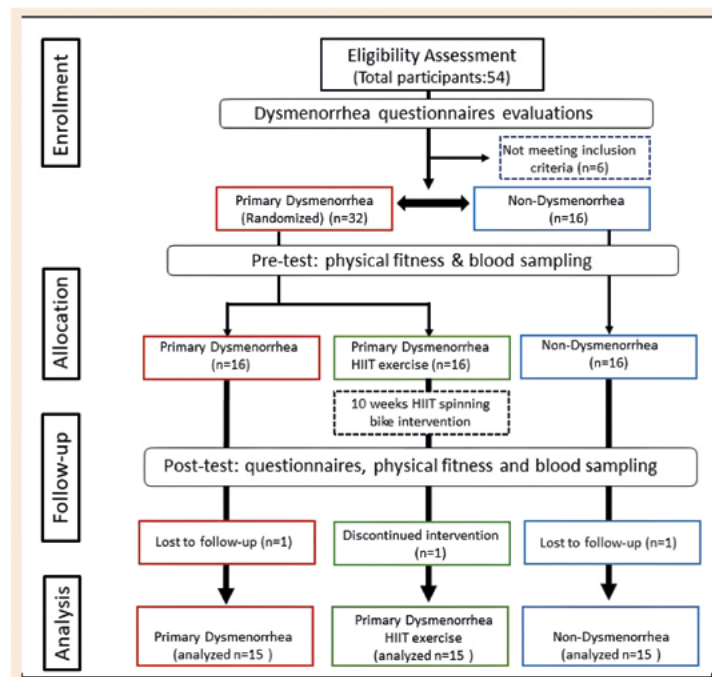 Enrollment
Eligibility Assessment
(Total participants:54)
Dysmenorrhea questionnaires evaluations
Not meeting inclusion
criteria (n=6)
Primary Dysmenorrhea
(Randomized) (n=32)
Non-Dysmenorrhea
(n=16)
Pre-test: physical fitness & blood sampling
Allocation
Primary Dysmenorrhea
(n=16)
Primary Dysmenorrhea
HIIT exercise (n=16)
Non-Dysmenorrhea
(n=16)
10 weeks HIIT spinning
bike intervention
Follow-up
Post-test: questionnaires, physical fitness and blood sampling
Lost to follow-up (n=1)
Discontinued intervention
(n=1)
Lost to follow-up (n=1)
Analysis
Primary Dysmenorrhea
(analyzed n=15 )
Primary Dysmenorrhea
HIIT exercise
(analyzed n=15 )
Non-Dysmenorrhea
(analyzed n=15 )